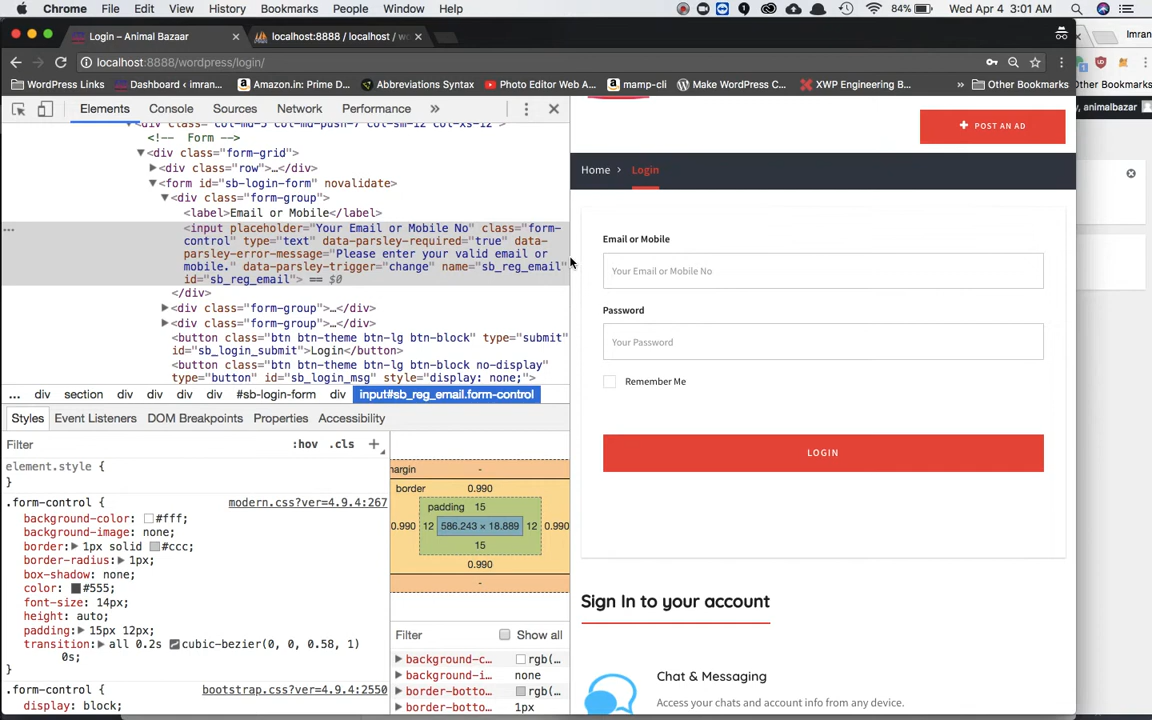 Chrome File Edit View History Bookmarks People Window Help 84% Wed Apr 4 3:01 AM
Login – Animal Bazaar × localhost:8888 / localhost / w ×
localhost:8888/wordpress/login/
Imran
WordPress Links Dashboard ‹ imran... Amazon.in: Prime D... Abbreviations Syntax Photo Editor Web A... mamp-cli Make WordPress C... XWP Engineering B... » Other Bookmarks
Other Bookmarks
Elements Console Sources Network Performance »
, animalbazar
<!-- Form -->
<div class="form-grid">
<div class="row">…</div>
<form id="sb-login-form" novalidate>
<div class="form-group">
<label>Email or Mobile</label>
<input placeholder="Your Email or Mobile No" class="form-
control" type="text" data-parsley-required="true" data-
parsley-error-message="Please enter your valid email or
mobile." data-parsley-trigger="change" name="sb_reg_email"
id="sb_reg_email"> == $0
</div>
<div class="form-group">…</div>
<div class="form-group">…</div>
<button class="btn btn-theme btn-lg btn-block" type="submit"
id="sb_login_submit">Login</button>
<button class="btn btn-theme btn-lg btn-block no-display"
type="button" id="sb_login_msg" style="display: none;">
... div section div div div div #sb-login-form div input#sb_reg_email.form-control
Styles Event Listeners DOM Breakpoints Properties Accessibility
Filter :hov .cls +
element.style {
}
.form-control { modern.css?ver=4.9.4:267
background-color: #fff;
background-image: none;
border: 1px solid #ccc;
border-radius: 1px;
box-shadow: none;
color: #555;
font-size: 14px;
height: auto;
padding: 15px 12px;
transition: all 0.2s cubic-bezier(0, 0, 0.58, 1)
0s;
}
.form-control { bootstrap.css?ver=4.9.4:2550
display: block;
margin -
border 0.990
padding 15
0.990 12 586.243 × 18.889 12 0.990
15
0.990
-
Filter Show all
background-c... rgb(…
background-i... none
border-botto... rgb(…
border-botto... 1px
+ POST AN AD
Home > Login
Email or Mobile
Your Email or Mobile No
Password
Your Password
Remember Me
LOGIN
Sign In to your account
Chat & Messaging
Access your chats and account info from any device.